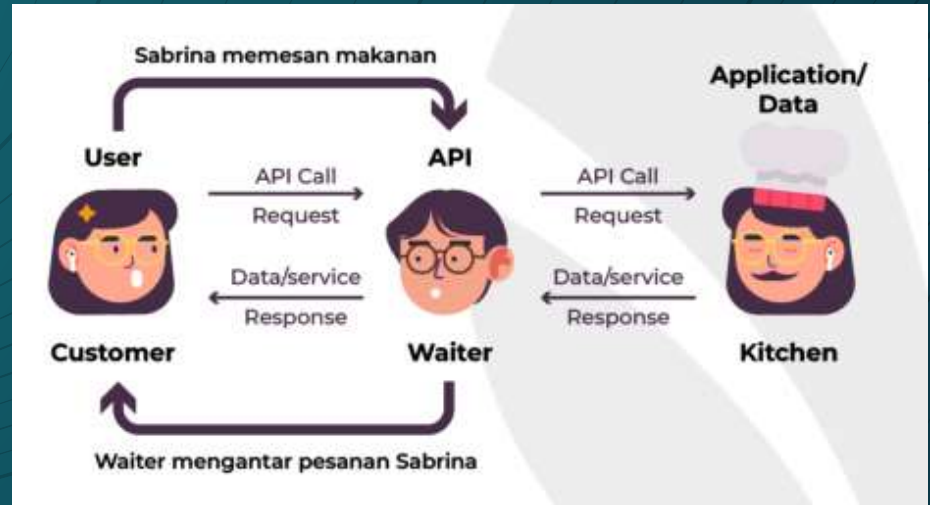 Sabrina memesan makanan
Application/
Data
User
API
API Call
Request
API Call
Request
Data/service
Response
Data/service
Response
Customer
Waiter
Kitchen
Waiter mengantar pesanan Sabrina